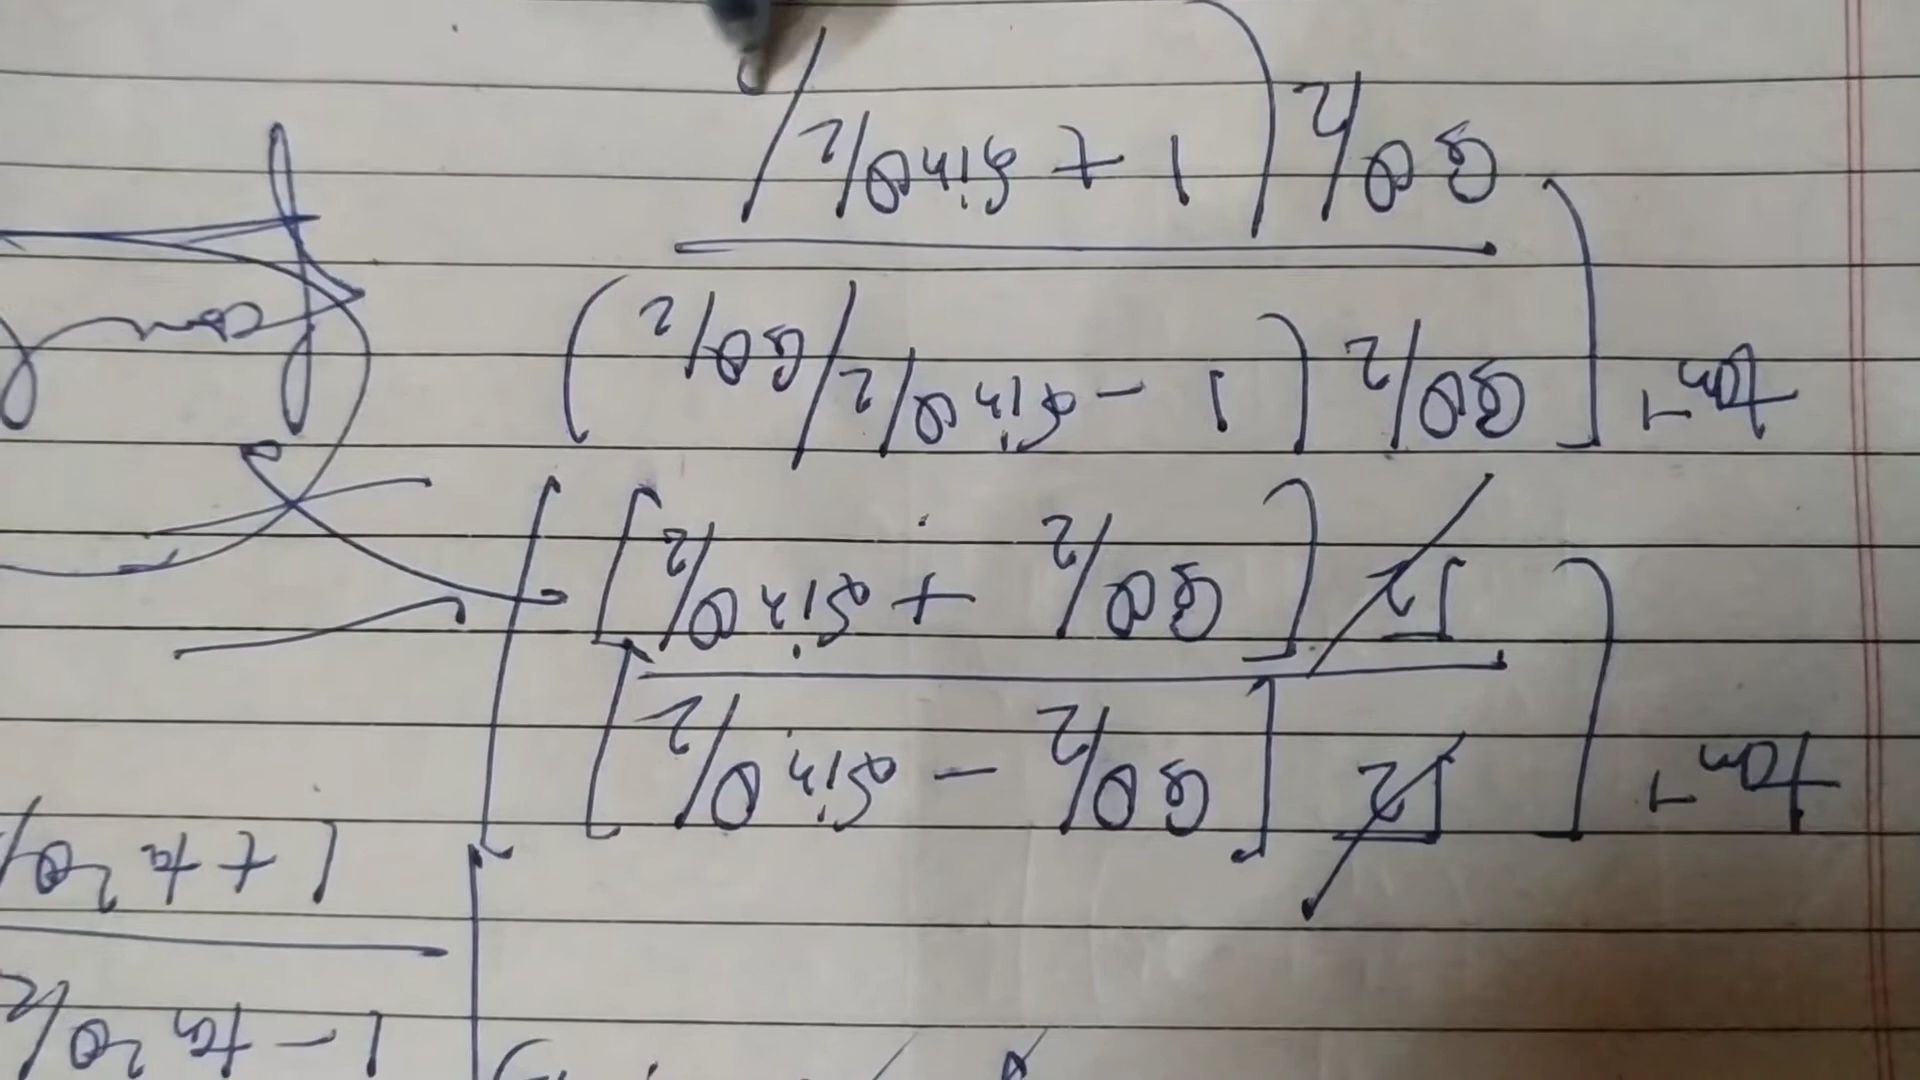 1 - tan θ/2
1 + tan θ/
tan⁻¹ [ √2 [ Cos θ/2 - sin θ/2 ]
√2 [ Cos θ/2 + sin θ/2 ] ]
tan⁻¹ [ Cos θ/2 ( 1 - sin θ/2 / Cos θ/2 )
Cos θ/2 ( 1 + sin θ/2 /